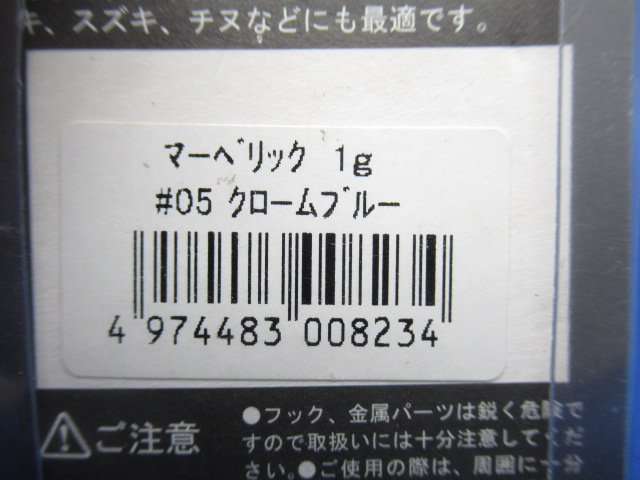 キ、スズキ、チヌなどにも最適です。
マーベリック 1g
#05 クロームブルー
4 974483 008234
⚠ご注意
●フック、金属パーツは鋭く危険で
すので取扱いには十分注意してくだ
さい。●ご使用の際は、周囲に十分